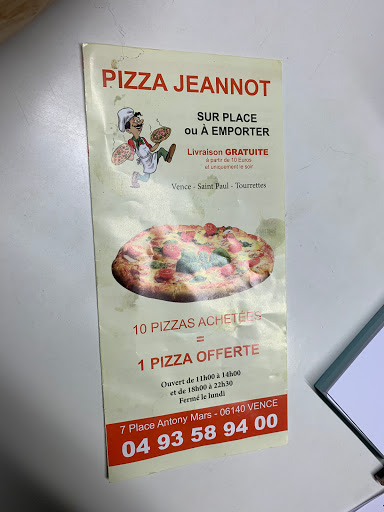 PIZZA JEANNOT
SUR PLACE
ou À EMPORTER
Livraison GRATUITE
à partir de 10 Euros
et uniquement le soir
Vence - Saint Paul - Tourrettes
10 PIZZAS ACHETÉES
=
1 PIZZA OFFERTE
Ouvert de 11h00 à 14h00
et de 18h00 à 22h30
Fermé le lundi
7 Place Antony Mars - 06140 VENCE
04 93 58 94 00